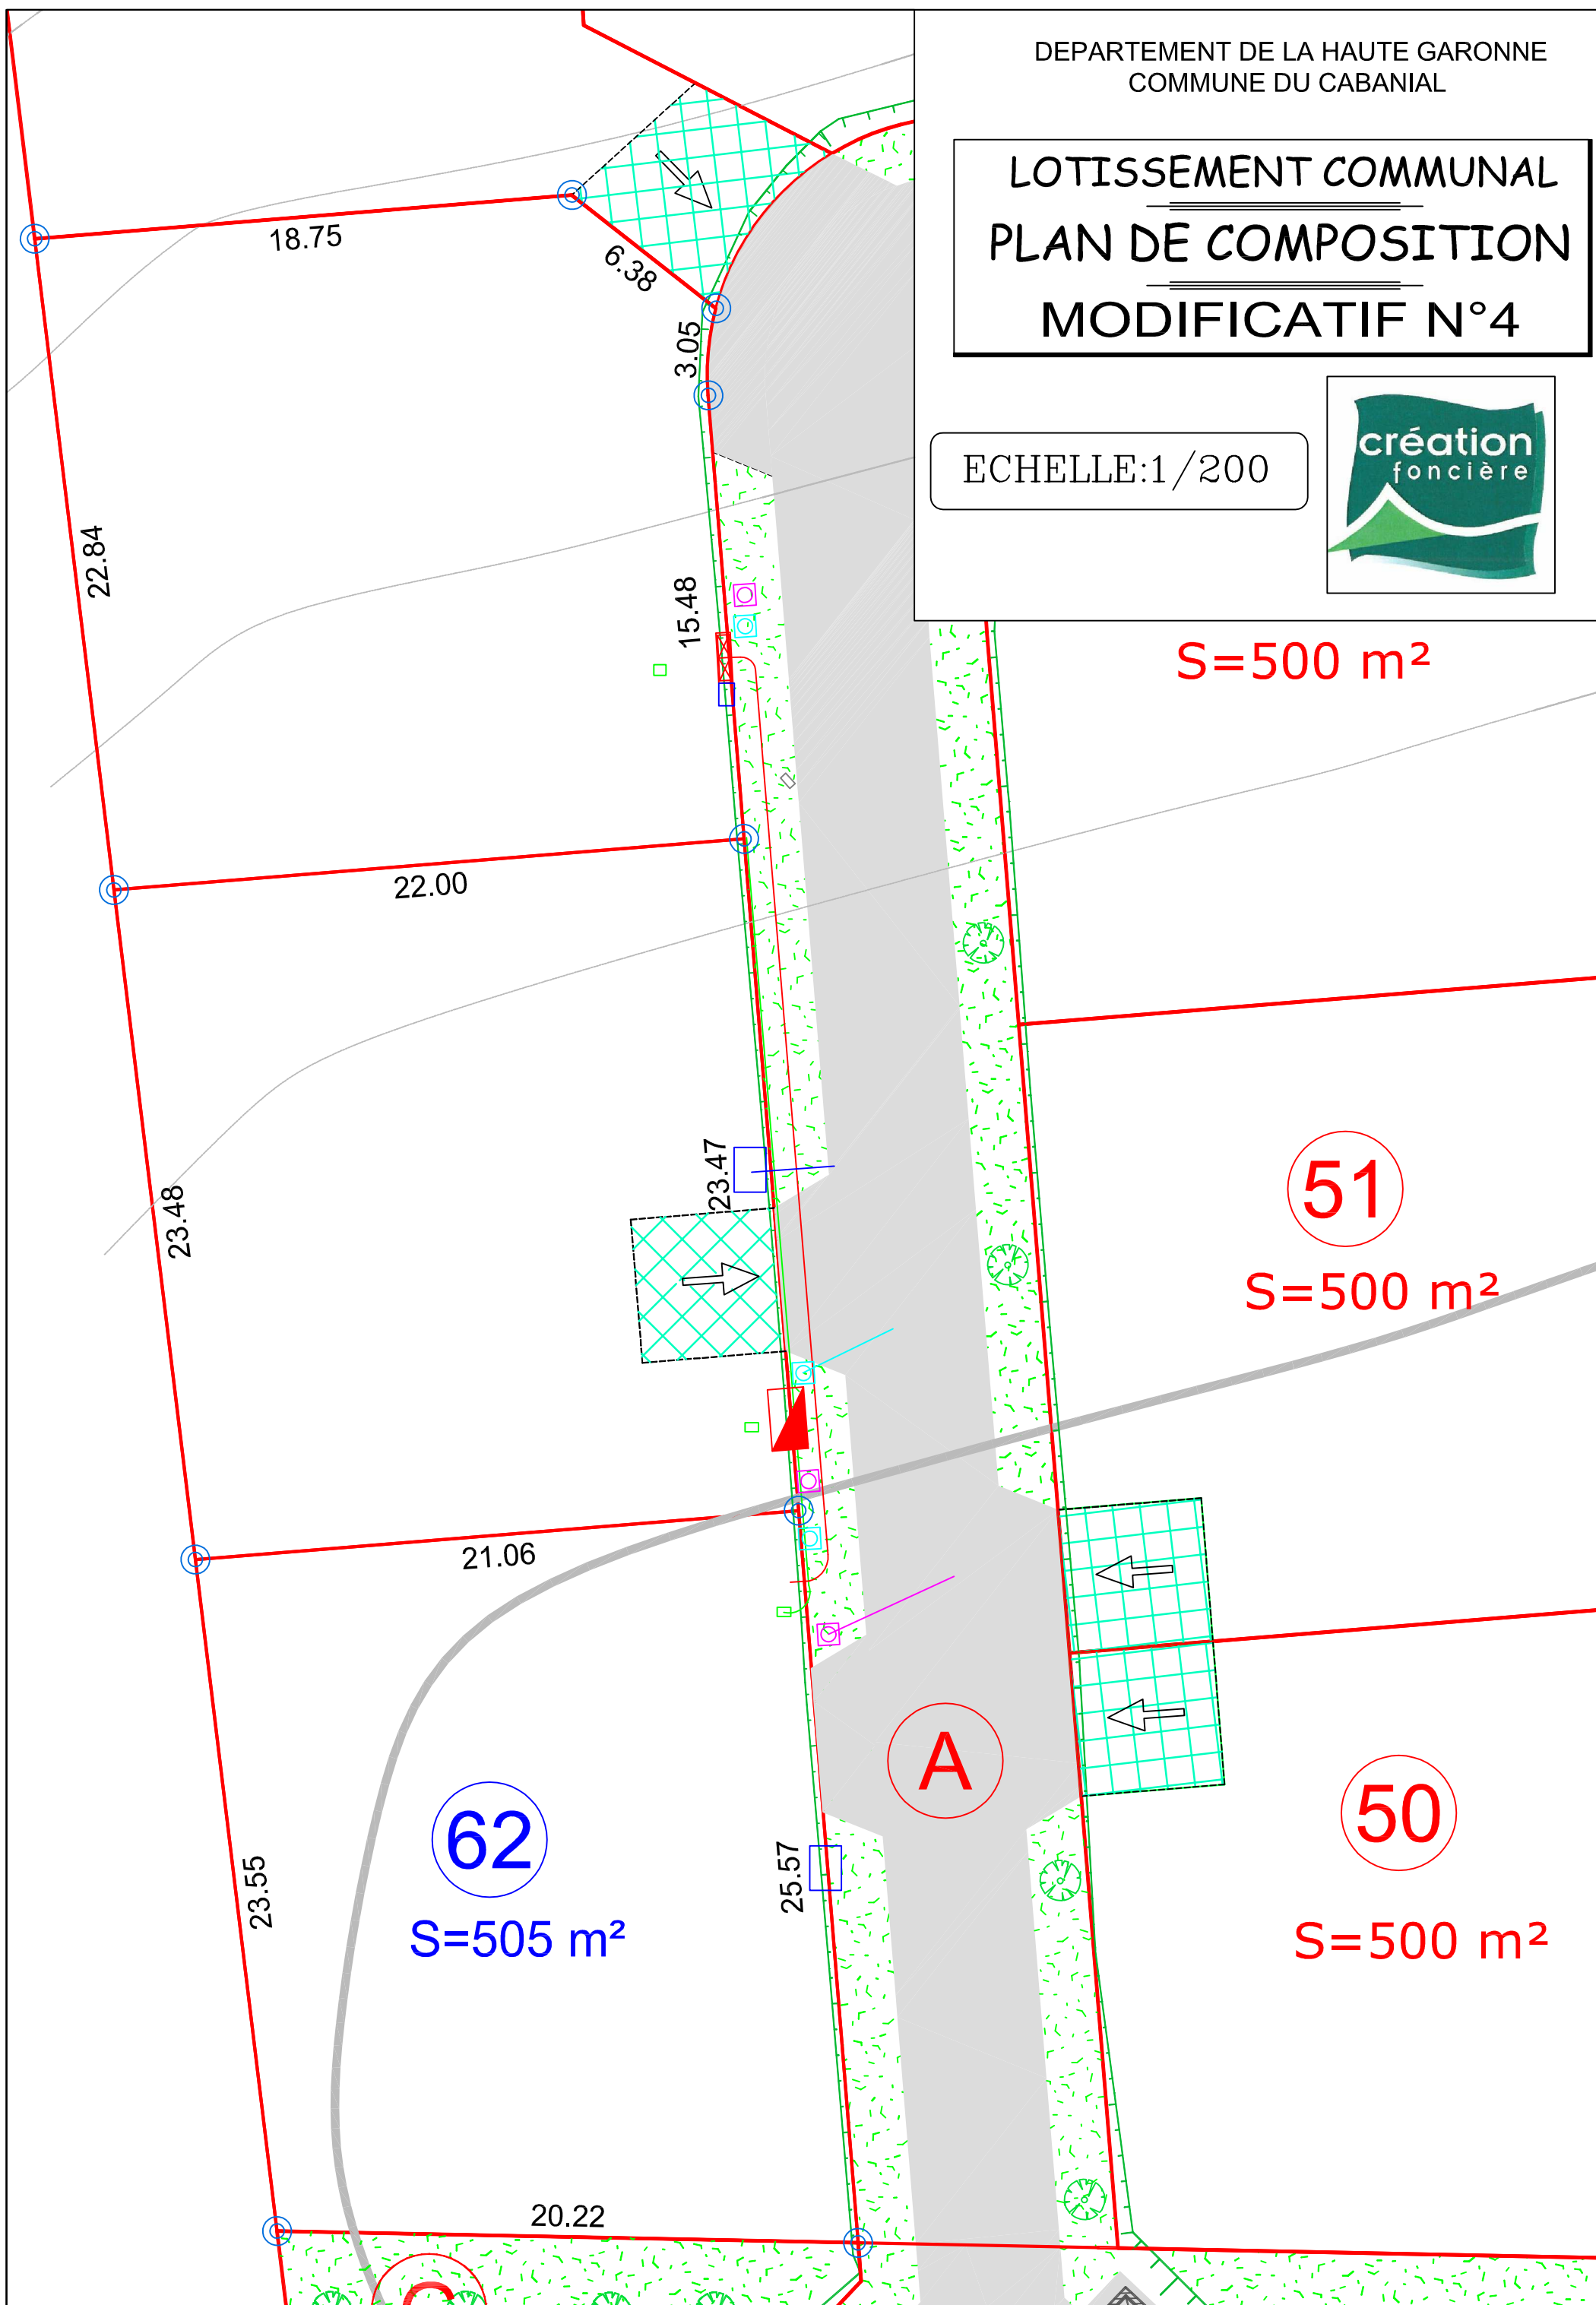 DEPARTEMENT DE LA HAUTE GARONNE
COMMUNE DU CABANIAL
LOTISSEMENT COMMUNAL
PLAN DE COMPOSITION
MODIFICATIF N°4
ECHELLE:1/200
création
foncière
18.75
6.38
3.05
22.84
15.48
S=500 m²
22.00
23.47
23.48
51
S=500 m²
21.06
A
62
S=505 m²
50
S=500 m²
25.57
23.55
20.22